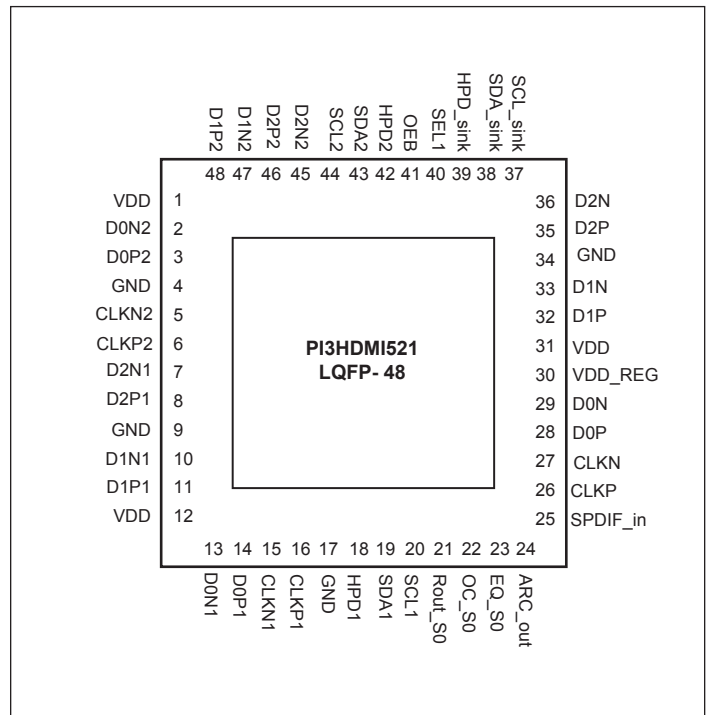 D1P2
D1N2
D2P2
D2N2
SCL2
SDA2
HPD2
OEB
SEL1
HPD_sink
SDA_sink
SCL_sink
48 47 46 45 44 43 42 41 40 39 38 37
VDD 1
D0N2 2
D0P2 3
GND 4
CLKN2 5
CLKP2 6
D2N1 7
D2P1 8
GND 9
D1N1 10
D1P1 11
VDD 12
PI3HDMI521
LQFP- 48
36 D2N
35 D2P
34 GND
33 D1N
32 D1P
31 VDD
30 VDD_REG
29 D0N
28 D0P
27 CLKN
26 CLKP
25 SPDIF_in
13 14 15 16 17 18 19 20 21 22 23 24
D0N1
D0P1
CLKN1
CLKP1
GND
HPD1
SDA1
SCL1
Rout_S0
OC_S0
EQ_S0
ARC_out